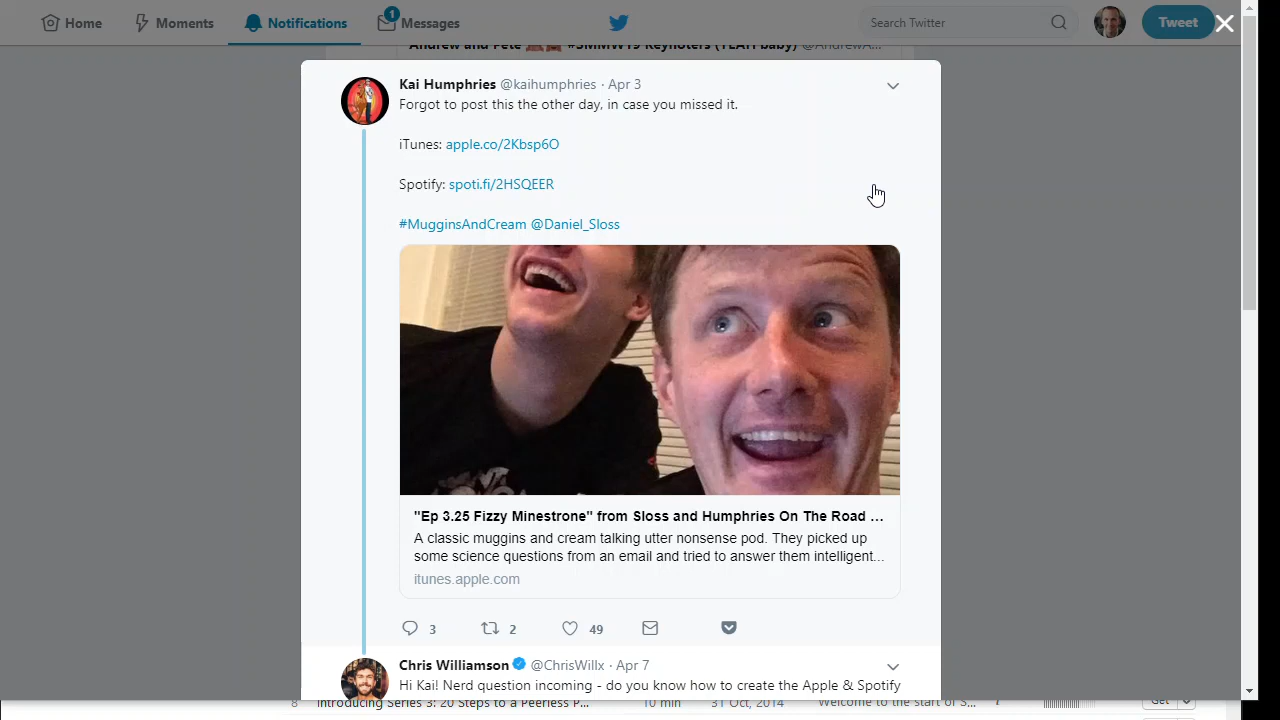 Home
Moments
Notifications
1
Messages
Search Twitter
Tweet
Andrew and Pete #SMMW19 Keynoters (YEAH baby) @AndrewA...
Kai Humphries @kaihumphries · Apr 3
Forgot to post this the other day, in case you missed it.
iTunes: apple.co/2Kbsp6O
Spotify: spoti.fi/2HSQEER
#MugginsAndCream @Daniel_Sloss
"Ep 3.25 Fizzy Minestrone" from Sloss and Humphries On The Road ...
A classic muggins and cream talking utter nonsense pod. They picked up
some science questions from an email and tried to answer them intelligent...
itunes.apple.com
3 2 49
Chris Williamson @ChrisWillx · Apr 7
Hi Kai! Nerd question incoming - do you know how to create the Apple & Spotify
8 Introducing Series 3: 20 Steps to a Peerless P... 10 min 31 Oct, 2014 Welcome to the start of S... Get